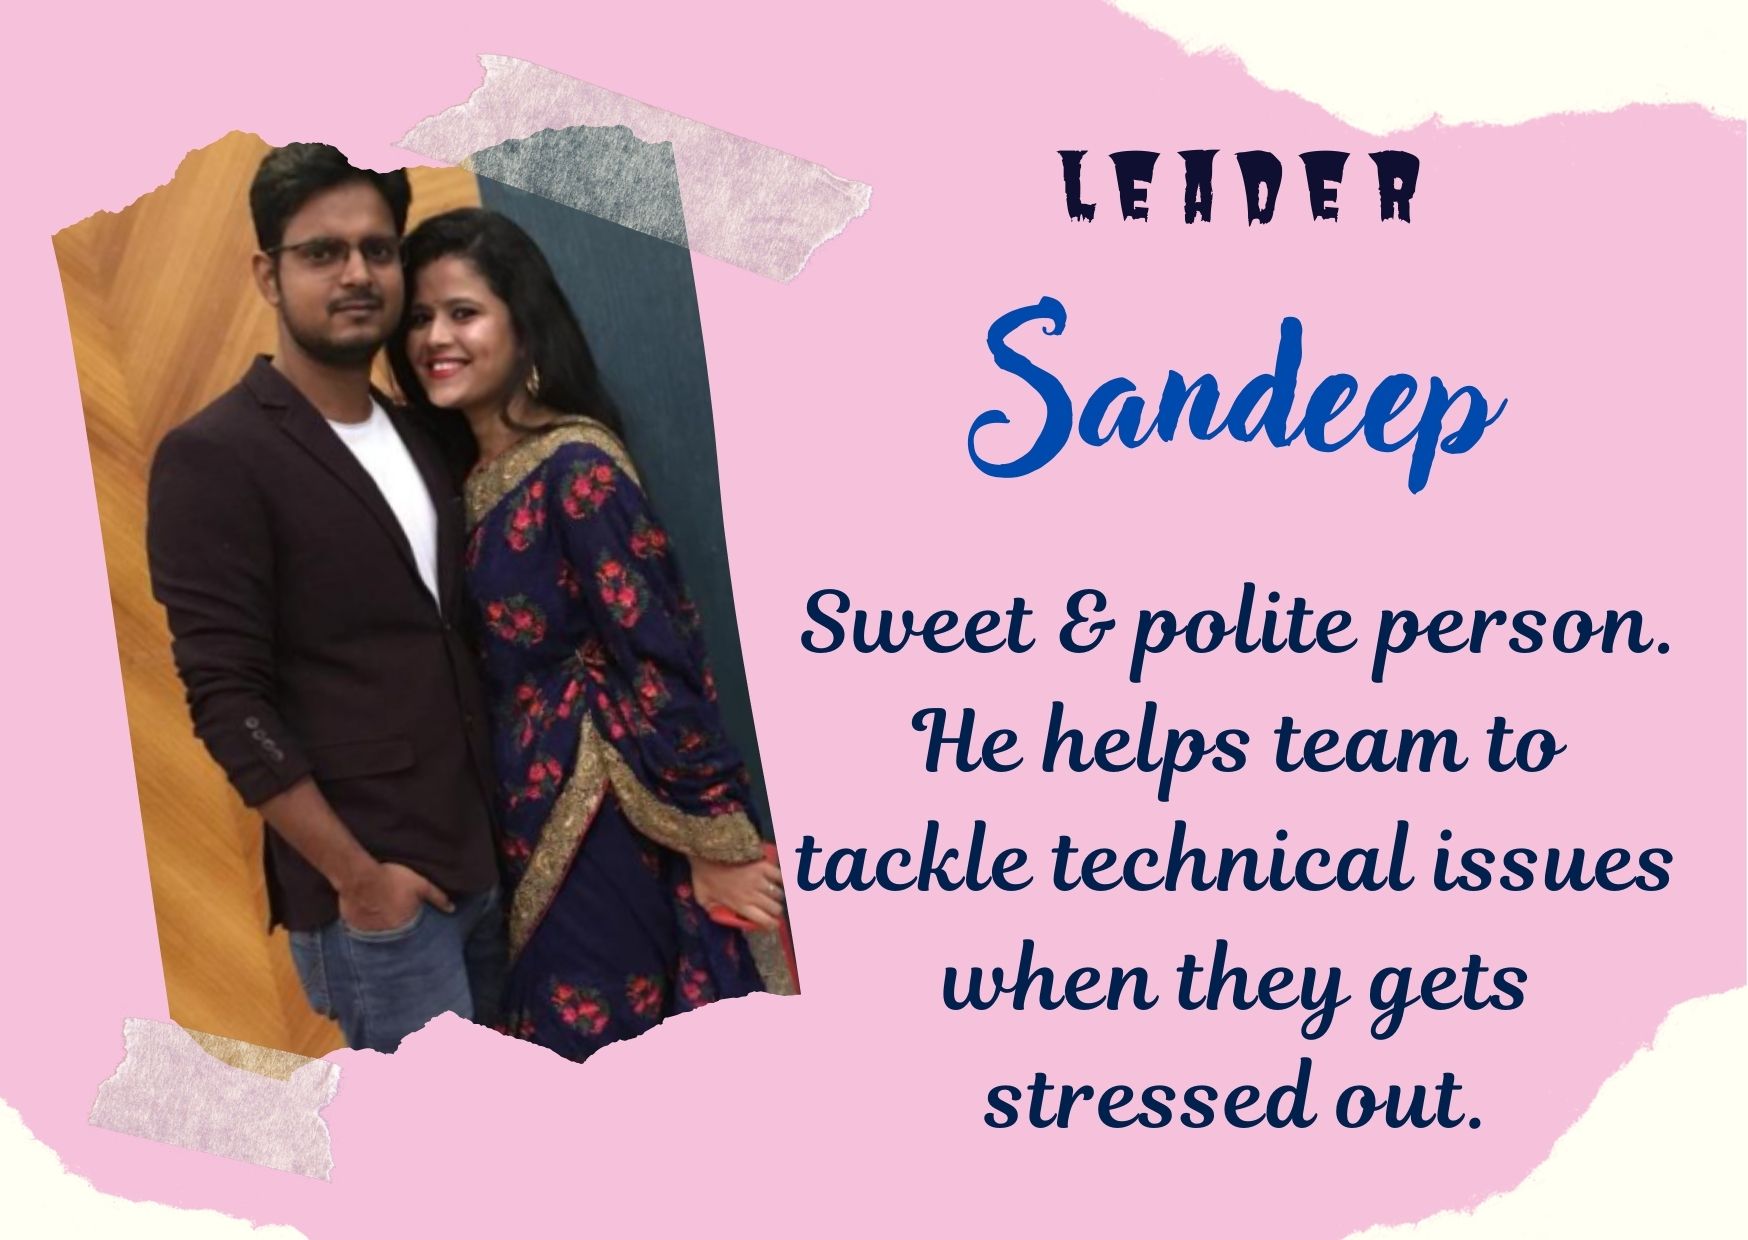 LEADER
Sandeep
Sweet & polite person.
He helps team to
tackle technical issues
when they gets
stressed out.